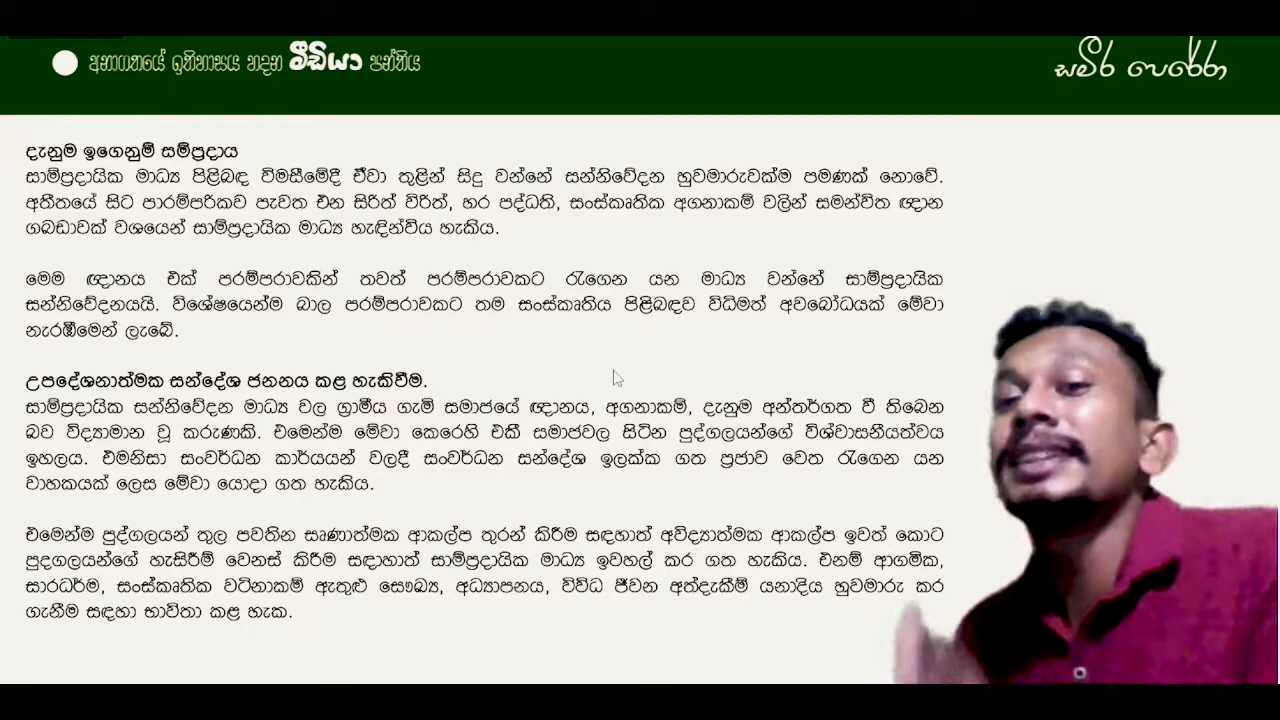 අනාගතයේ ඉතිහාසය හදන මීඩියා පන්තිය
සමීර පෙරේරා
දැනුම ඉගෙනුම් සම්ප්‍රදාය
සාම්ප්‍රදායික මාධ්‍ය පිළිබඳ විමසීමේදී ඒවා තුළින් සිදු වන්නේ සන්නිවේදන හුවමාරුවක්ම පමණක් නොවේ.
අතීතයේ සිට පාරම්පරිකව පැවත එන සිරිත් විරිත්, හර පද්ධති, සංස්කෘතික අගනාකම් වලින් සමන්විත ඥාන
ගබඩාවක් වශයෙන් සාම්ප්‍රදායික මාධ්‍ය හැඳින්විය හැකිය.
මෙම ඥානය එක් පරම්පරාවකින් තවත් පරම්පරාවකට රැගෙන යන මාධ්‍ය වන්නේ සාම්ප්‍රදායික
සන්නිවේදනයයි. විශේෂයෙන්ම බාල පරම්පරාවකට තම සංස්කෘතිය පිළිබඳව විධිමත් අවබෝධයක් මේවා
නැරඹීමෙන් ලැබේ.
උපදේශනාත්මක සන්දේශ ජනනය කළ හැකිවීම.
සාම්ප්‍රදායික සන්නිවේදන මාධ්‍ය වල ග්‍රාමීය ගැමි සමාජයේ ඥානය, අගනාකම්, දැනුම අන්තර්ගත වී තිබෙන
බව විද්‍යාමාන වූ කරුණකි. එමෙන්ම මේවා කෙරෙහි එකී සමාජවල සිටින පුද්ගලයන්ගේ විශ්වාසනීයත්වය
ඉහලය. එමනිසා සංවර්ධන කාර්යයන් වලදී සංවර්ධන සන්දේශ ඉලක්ක ගත ප්‍රජාව වෙත රැගෙන යන
වාහකයක් ලෙස මේවා යොදා ගත හැකිය.
එමෙන්ම පුද්ගලයන් තුල පවතින සෘණාත්මක ආකල්ප තුරන් කිරීම සඳහාත් අවිද්‍යාත්මක ආකල්ප ඉවත් කොට
පුදගලයන්ගේ හැසිරීම් වෙනස් කිරීම සඳාහාත් සාම්ප්‍රදායික මාධ්‍ය ඉවහල් කර ගත හැකිය. එනම් ආගමික,
සාරධර්ම, සංස්කෘතික වටිනාකම් ඇතුළු සෞඛ්‍ය, අධ්‍යාපනය, විවිධ ජීවන අත්දැකීම් යනාදිය හුවමාරු කර
ගැනීම සඳහා භාවිතා කළ හැක.